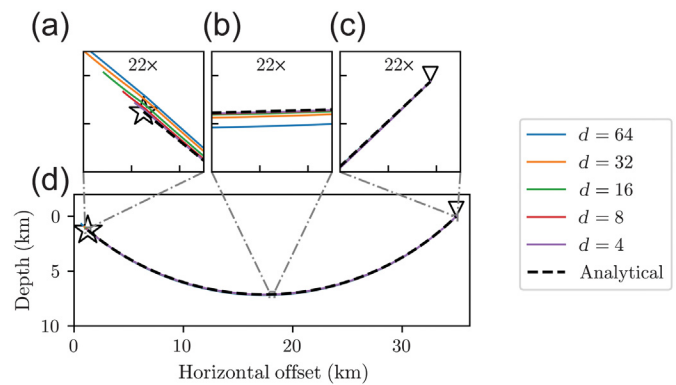 (a)
(b)
(c)
22×
22×
22×
(d)
0
5
10
Depth (km)
0
10
20
30
Horizontal offset (km)
d = 64
d = 32
d = 16
d = 8
d = 4
Analytical